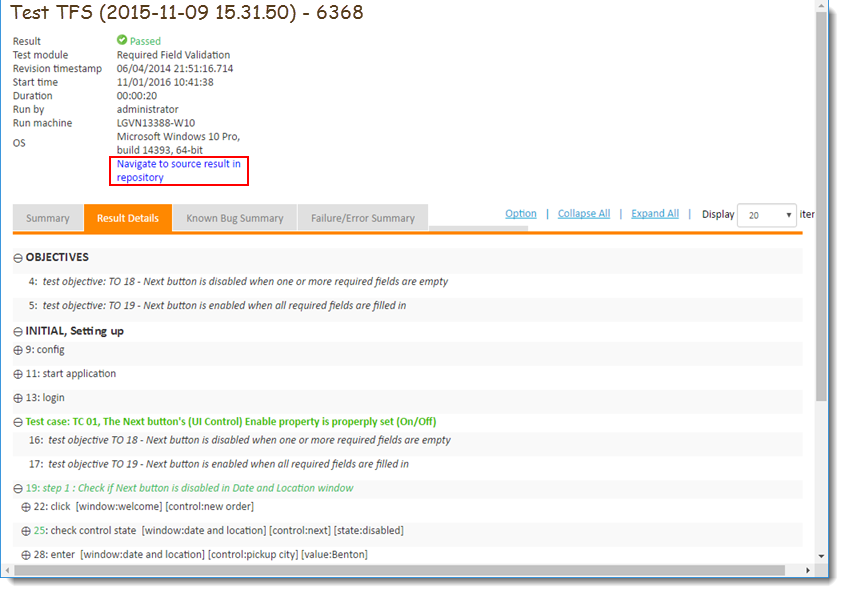 Test TFS (2015-11-09 15.31.50) - 6368
Result Passed
Test module Required Field Validation
Revision timestamp 06/04/2014 21:51:16.714
Start time 11/01/2016 10:41:38
Duration 00:00:20
Run by administrator
Run machine LGVN13388-W10
OS Microsoft Windows 10 Pro,
build 14393, 64-bit
Navigate to source result in
repository
Summary Result Details Known Bug Summary Failure/Error Summary Option | Collapse All | Expand All | Display 20 iter
OBJECTIVES
4: test objective: TO 18 - Next button is disabled when one or more required fields are empty
5: test objective: TO 19 - Next button is enabled when all required fields are filled in
INITIAL, Setting up
9: config
11: start application
13: login
Test case: TC 01, The Next button's (UI Control) Enable property is properply set (On/Off)
16: test objective TO 18 - Next button is disabled when one or more required fields are empty
17: test objective TO 19 - Next button is enabled when all required fields are filled in
19: step 1 : Check if Next button is disabled in Date and Location window
22: click [window:welcome] [control:new order]
25: check control state [window:date and location] [control:next] [state:disabled]
28: enter [window:date and location] [control:pickup city] [value:Benton]